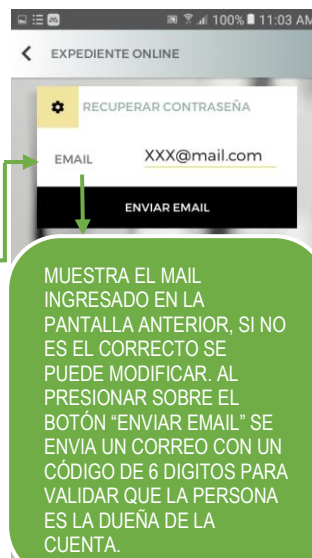 100% 11:03 AM
EXPEDIENTE ONLINE
RECUPERAR CONTRASEÑA
EMAIL XXX@mail.com
ENVIAR EMAIL
MUESTRA EL MAIL
INGRESADO EN LA
PANTALLA ANTERIOR, SI NO
ES EL CORRECTO SE
PUEDE MODIFICAR. AL
PRESIONAR SOBRE EL
BOTÓN “ENVIAR EMAIL” SE
ENVIA UN CORREO CON UN
CÓDIGO DE 6 DIGITOS PARA
VALIDAR QUE LA PERSONA
ES LA DUEÑA DE LA
CUENTA.